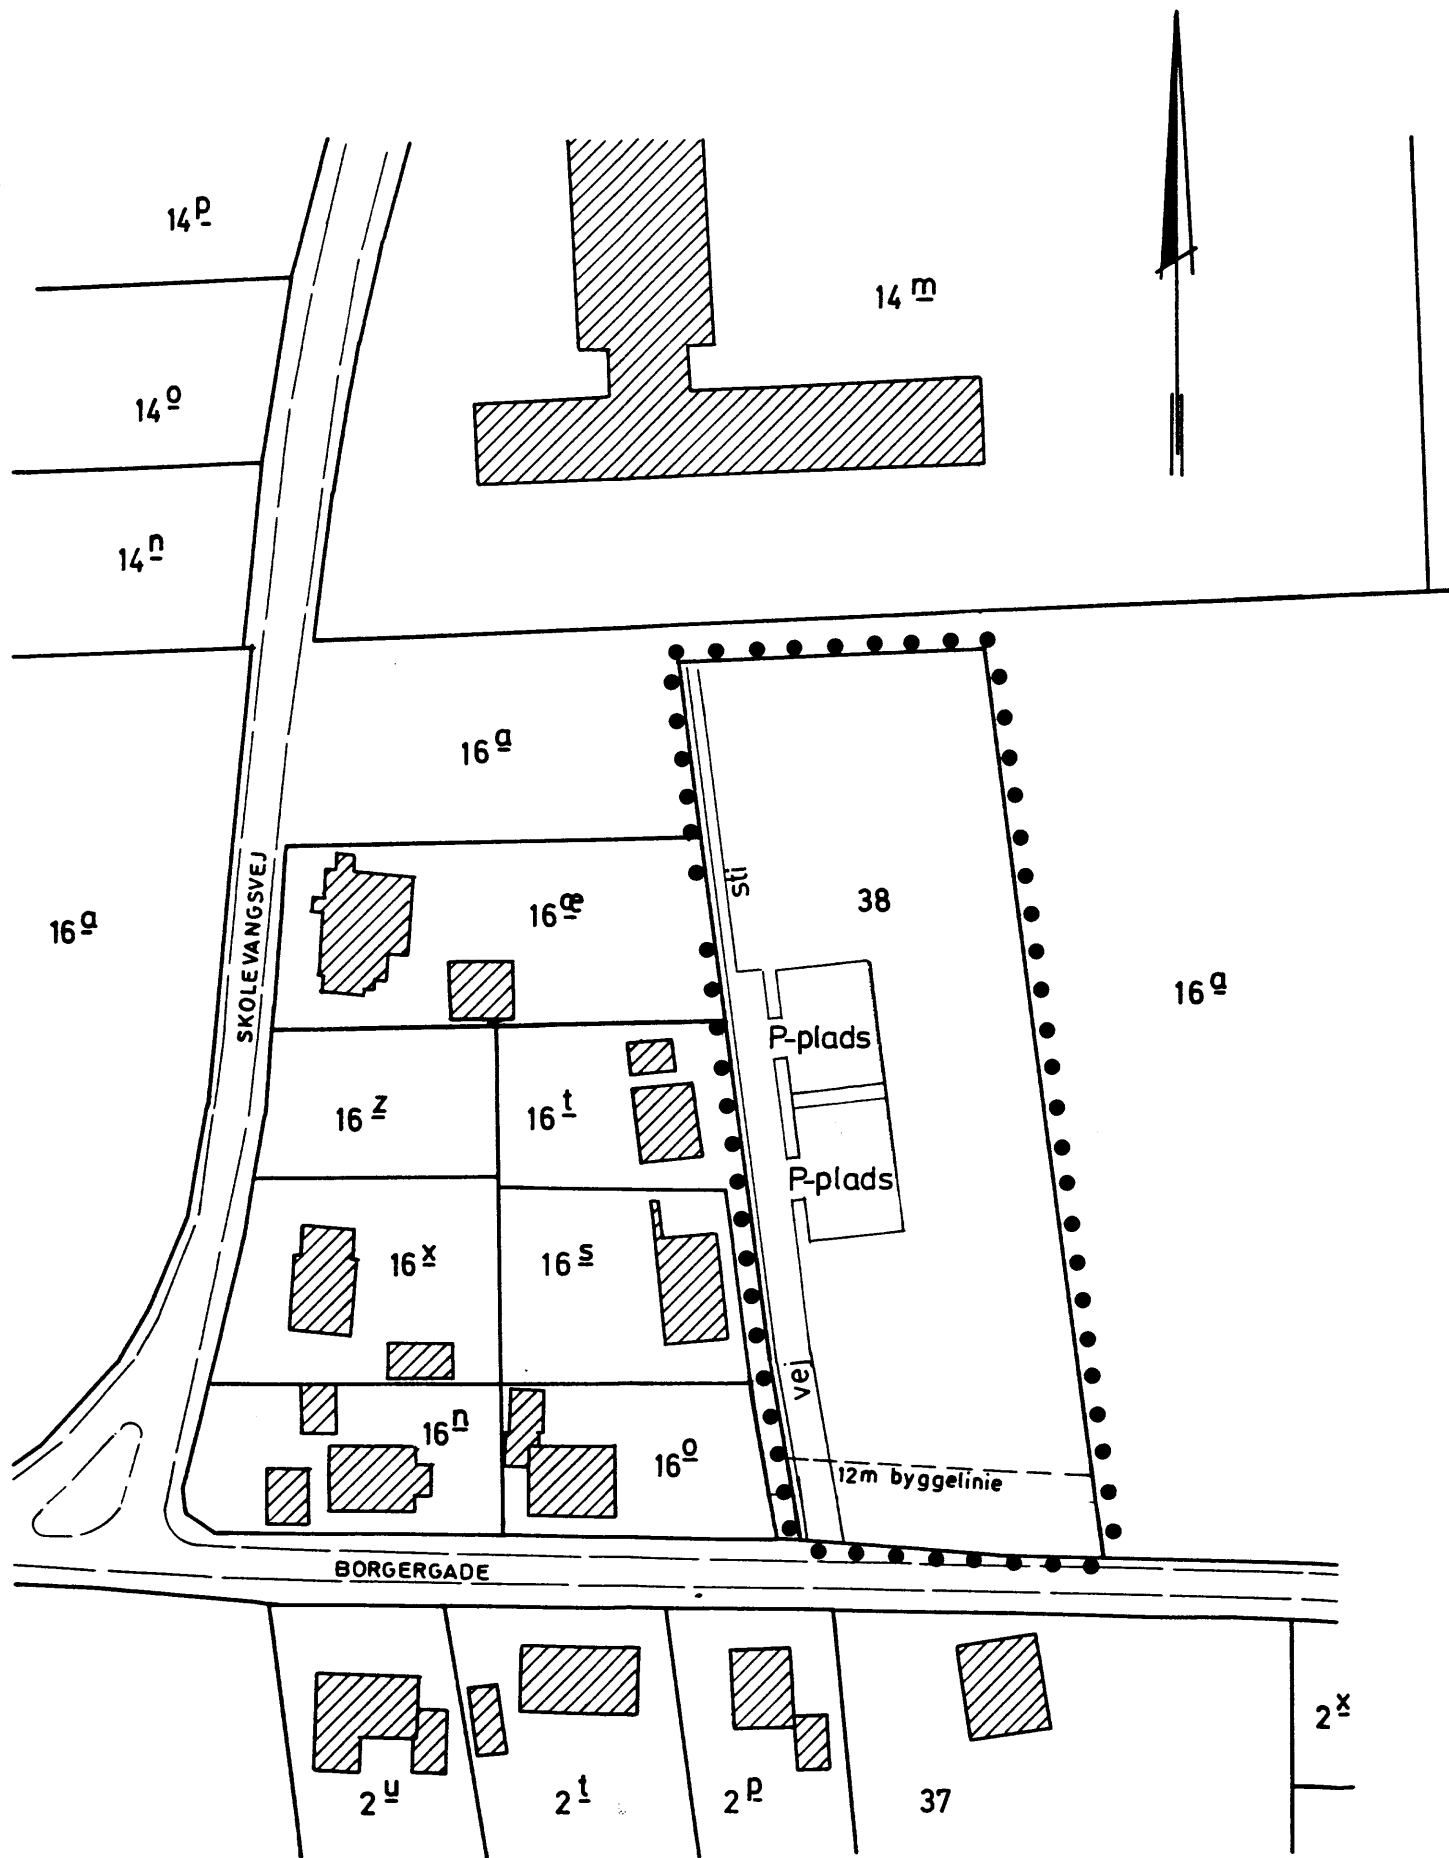 14p
14m
14o
14n
16a
16a
SKOLEVANGSVEJ
16æ
sti
38
16a
P-plads
16z
16t
P-plads
16x
16s
vej
16n
16o
12m byggelinie
BORGERGADE
2x
2u
2t
2p
37